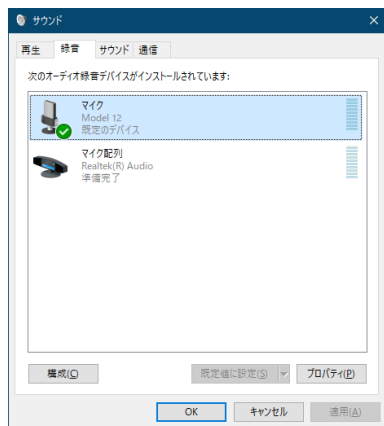 サウンド
再生 録音 サウンド 通信
次のオーディオ録音デバイスがインストールされています:
マイク
Model 12
既定のデバイス
マイク配列
Realtek(R) Audio
準備完了
構成(C) 既定値に設定(S) プロパティ(P)
OK キャンセル 適用(A)